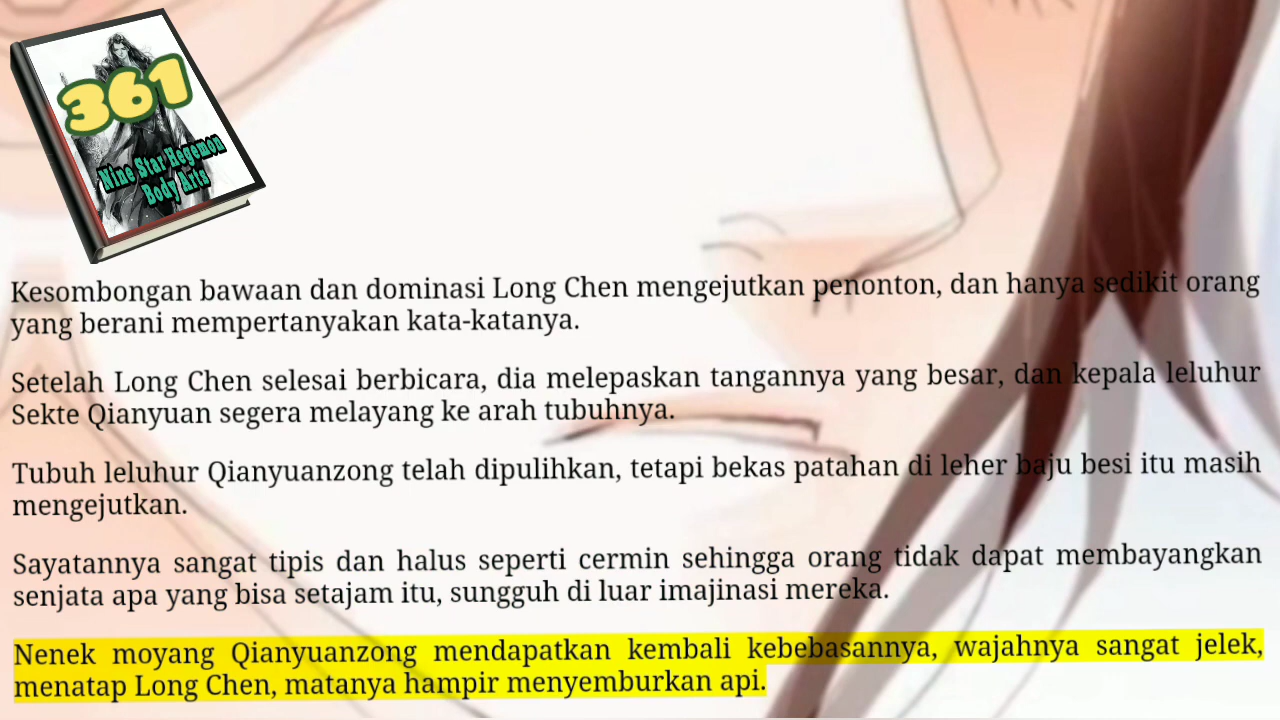 361
Nine Star Hegemon
Body Arts
Kesombongan bawaan dan dominasi Long Chen mengejutkan penonton, dan hanya sedikit orang
yang berani mempertanyakan kata-katanya.
Setelah Long Chen selesai berbicara, dia melepaskan tangannya yang besar, dan kepala leluhur
Sekte Qianyuan segera melayang ke arah tubuhnya.
Tubuh leluhur Qianyuanzong telah dipulihkan, tetapi bekas patahan di leher baju besi itu masih
mengejutkan.
Sayatannya sangat tipis dan halus seperti cermin sehingga orang tidak dapat membayangkan
senjata apa yang bisa setajam itu, sungguh di luar imajinasi mereka.
Nenek moyang Qianyuanzong mendapatkan kembali kebebasannya, wajahnya sangat jelek,
menatap Long Chen, matanya hampir menyemburkan api.